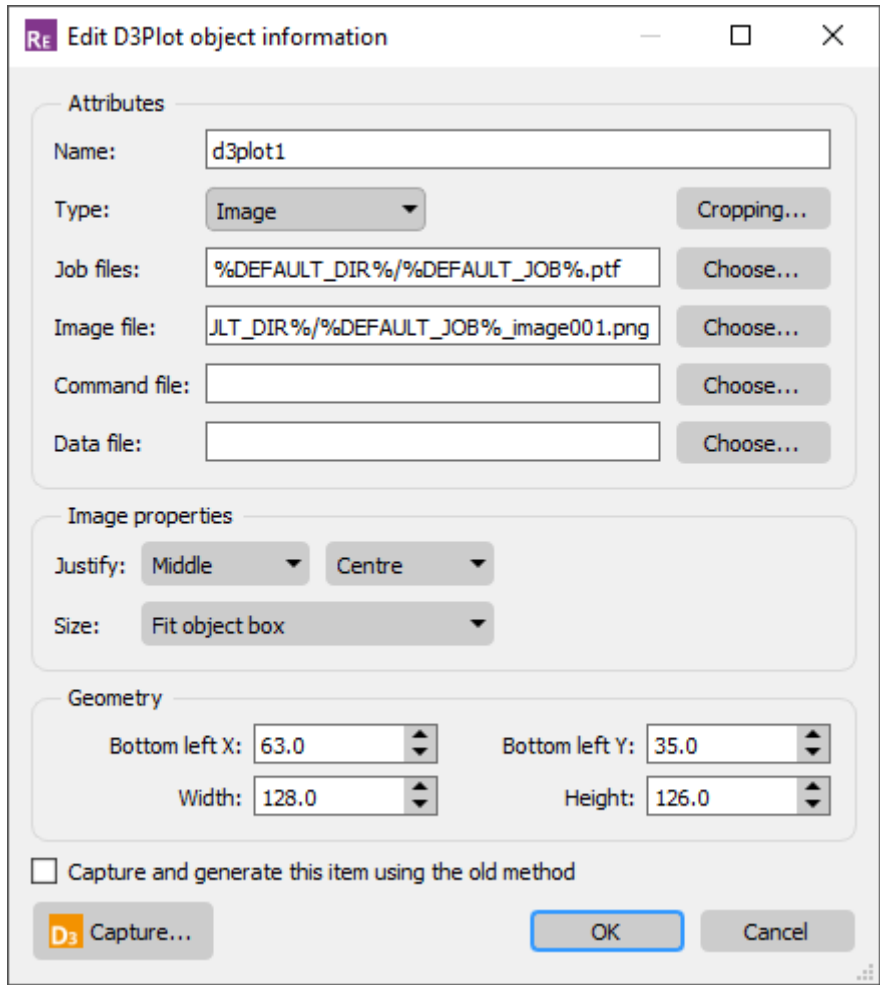 RE Edit D3Plot object information
Attributes
Name: d3plot1
Type: Image Cropping...
Job files: %DEFAULT_DIR%/%DEFAULT_JOB%.ptf Choose...
Image file: JLT_DIR%/%DEFAULT_JOB%_image001.png Choose...
Command file: Choose...
Data file: Choose...
Image properties
Justify: Middle Centre
Size: Fit object box
Geometry
Bottom left X: 63.0 Bottom left Y: 35.0
Width: 128.0 Height: 126.0
Capture and generate this item using the old method
D3 Capture... OK Cancel